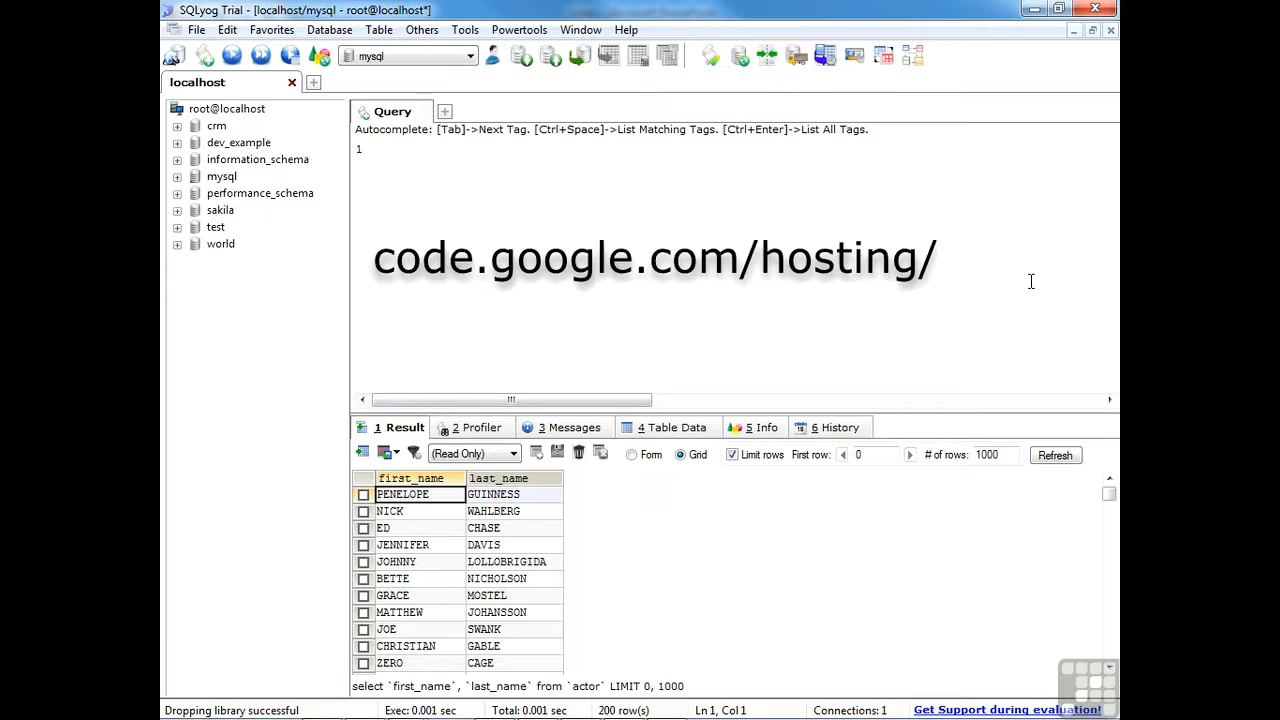 SQLyog Trial - [localhost/mysql - root@localhost*]
File Edit Favorites Database Table Others Tools Powertools Window Help
mysql
localhost
root@localhost
crm
dev_example
information_schema
mysql
performance_schema
sakila
test
world
Query
Autocomplete: [Tab]->Next Tag. [Ctrl+Space]->List Matching Tags. [Ctrl+Enter]->List All Tags.
1
code.google.com/hosting/
1 Result 2 Profiler 3 Messages 4 Table Data 5 Info 6 History
(Read Only) Form Grid Limit rows First row: 0 # of rows: 1000 Refresh
first_name last_name
PENELOPE GUINNESS
NICK WAHLBERG
ED CHASE
JENNIFER DAVIS
JOHNNY LOLLOBRIGIDA
BETTE NICHOLSON
GRACE MOSTEL
MATTHEW JOHANSSON
JOE SWANK
CHRISTIAN GABLE
ZERO CAGE
select `first_name`, `last_name` from `actor` LIMIT 0, 1000
Dropping library successful Exec: 0.001 sec Total: 0.001 sec 200 row(s) Ln 1, Col 1 Connections: 1 Get Support during evaluation!